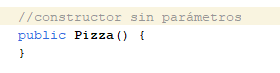 //constructor sin parámetros
public Pizza() {
}